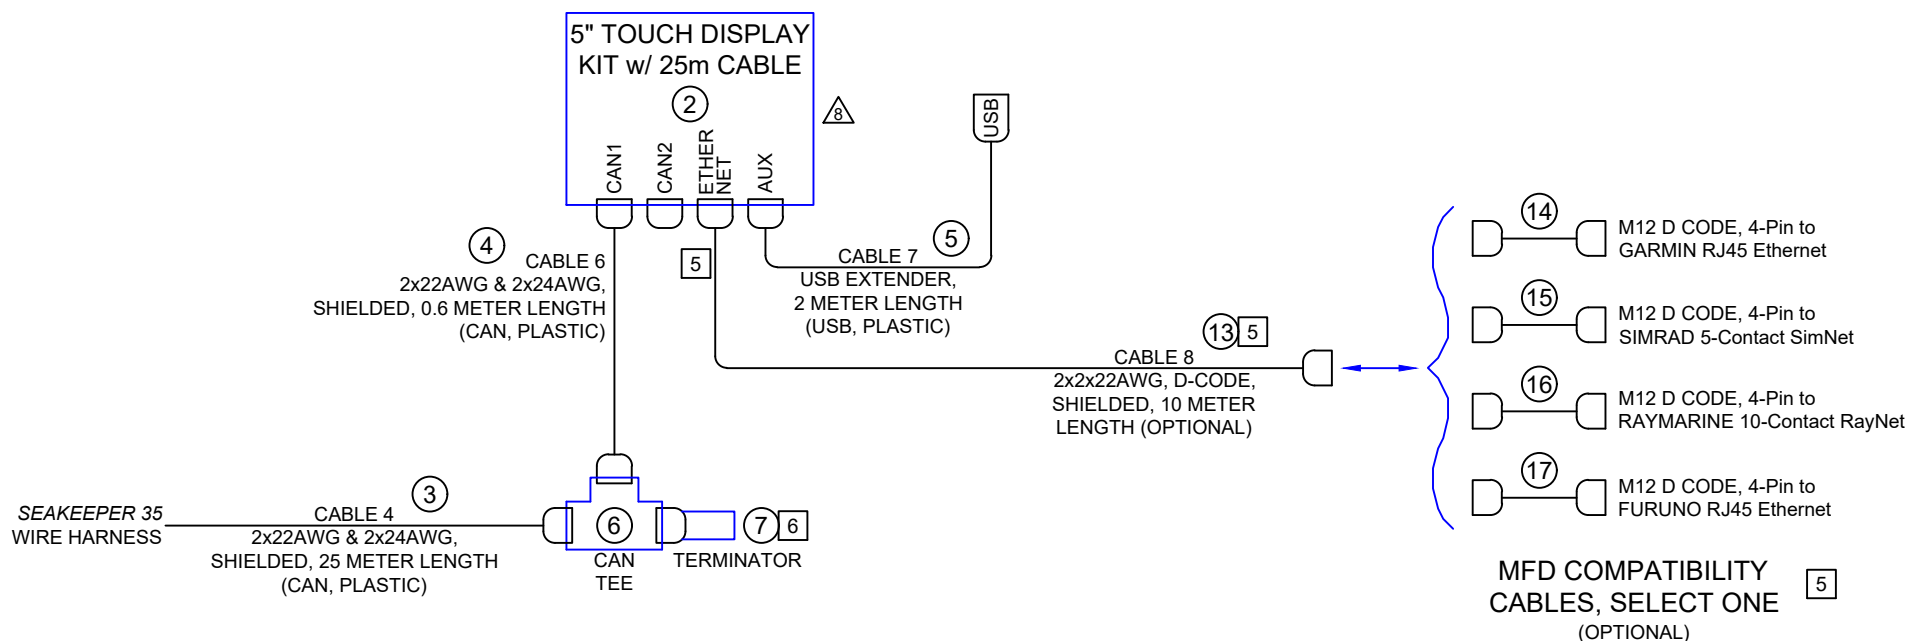 5" TOUCH DISPLAY
KIT w/ 25m CABLE
2
8
CAN1
CAN2
ETHER
NET
AUX
USB
4
CABLE 6
2x22AWG & 2x24AWG,
SHIELDED, 0.6 METER LENGTH
(CAN, PLASTIC)
5
5
CABLE 7
USB EXTENDER,
2 METER LENGTH
(USB, PLASTIC)
13 5
CABLE 8
2x2x22AWG, D-CODE,
SHIELDED, 10 METER
LENGTH (OPTIONAL)
14
M12 D CODE, 4-Pin to
GARMIN RJ45 Ethernet
15
M12 D CODE, 4-Pin to
SIMRAD 5-Contact SimNet
16
M12 D CODE, 4-Pin to
RAYMARINE 10-Contact RayNet
17
M12 D CODE, 4-Pin to
FURUNO RJ45 Ethernet
MFD COMPATIBILITY
CABLES, SELECT ONE
(OPTIONAL)
5
SEAKEEPER 35
WIRE HARNESS
3
CABLE 4
2x22AWG & 2x24AWG,
SHIELDED, 25 METER LENGTH
(CAN, PLASTIC)
6
CAN
TEE
7 6
TERMINATOR